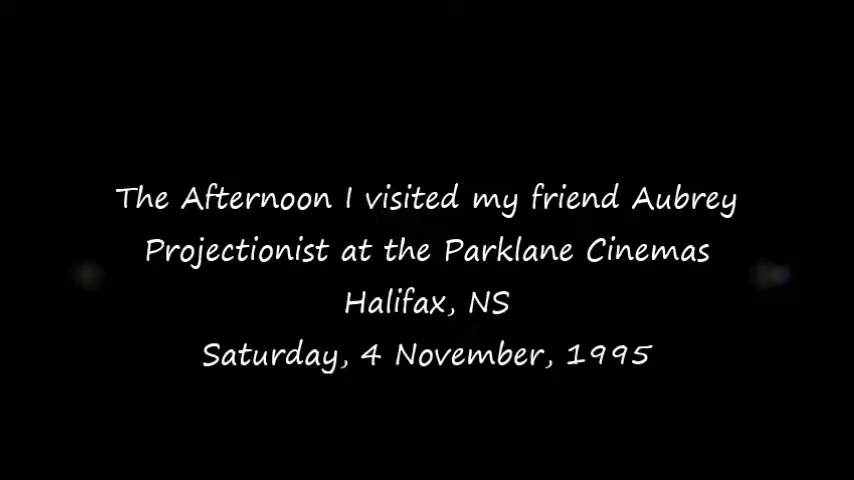 The Afternoon I visited my friend Aubrey
Projectionist at the Parklane Cinemas
Halifax, NS
Saturday, 4 November, 1995